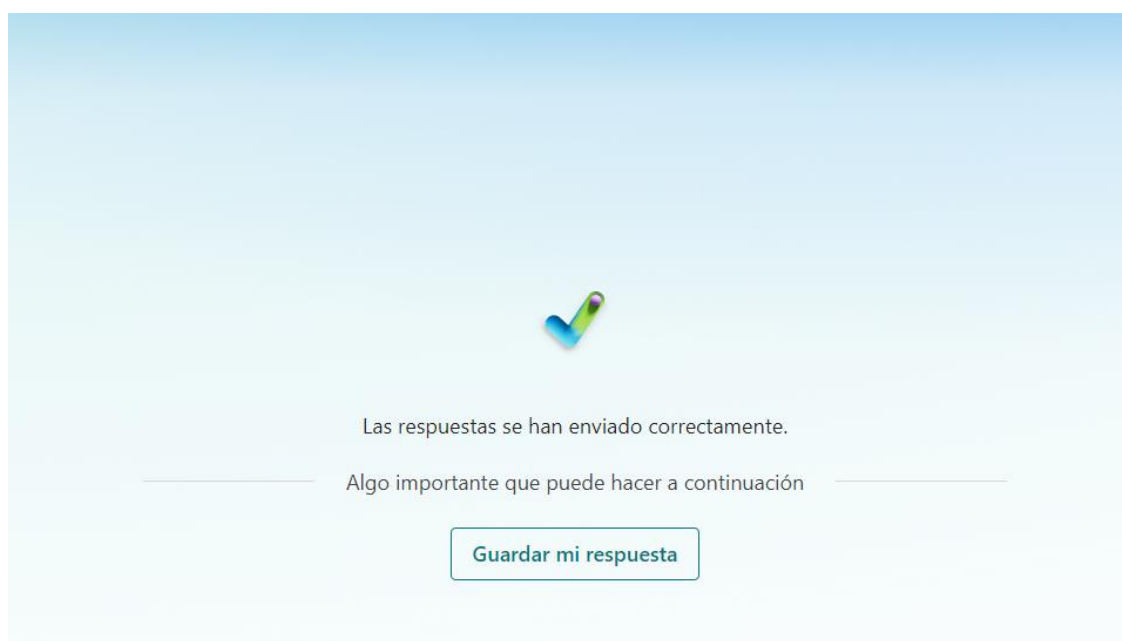 Las respuestas se han enviado correctamente.
Algo importante que puede hacer a continuación
Guardar mi respuesta